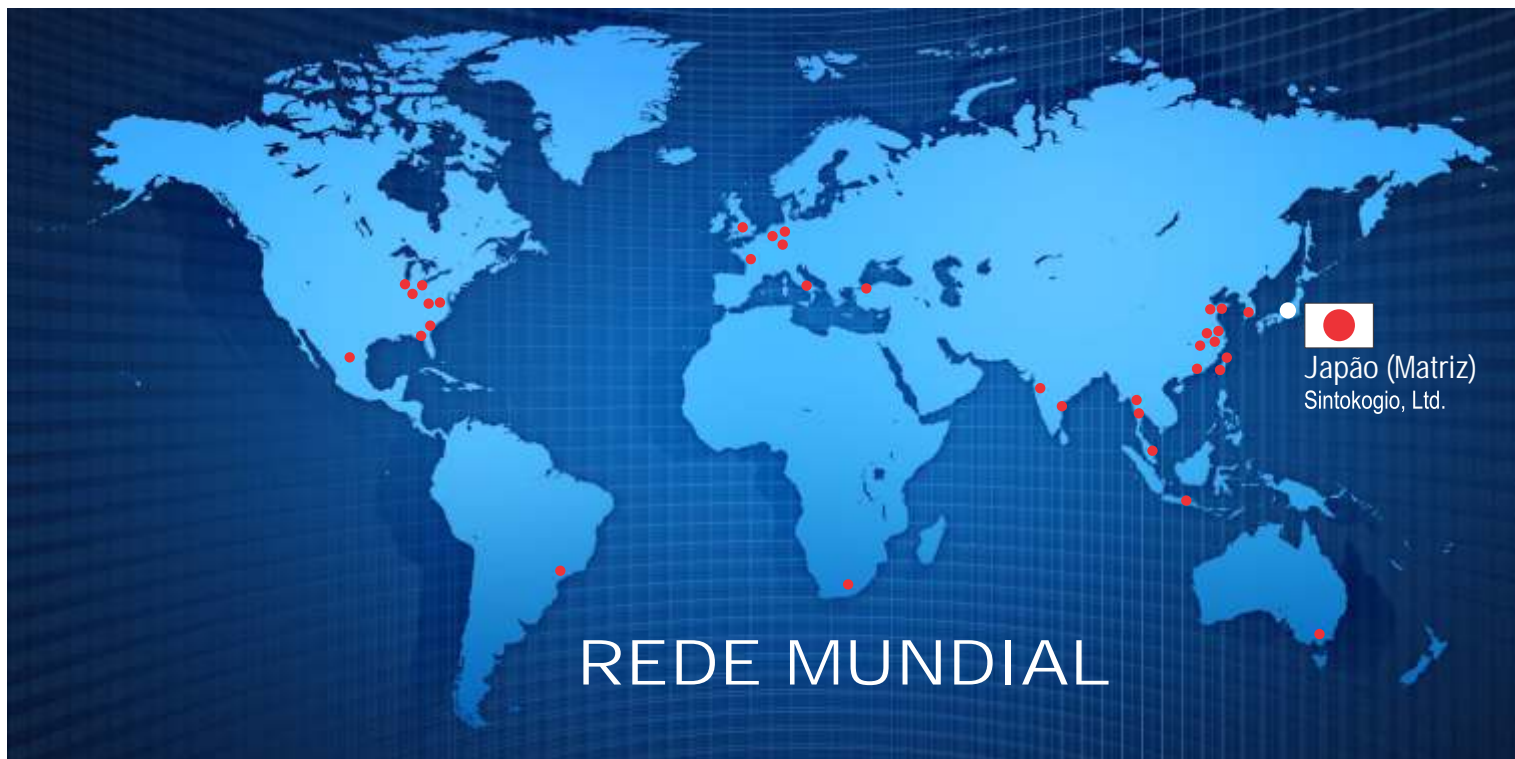 Japão (Matriz)
Sintokogio, Ltd.
REDE MUNDIAL